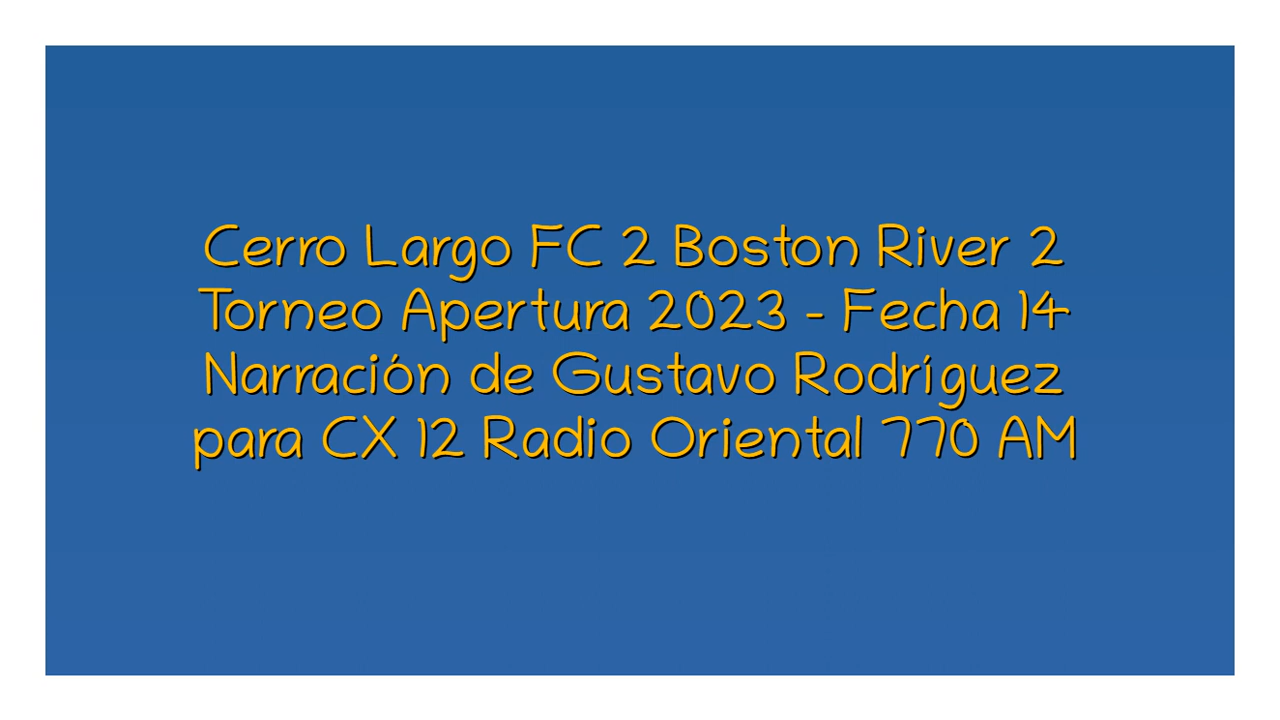 Cerro Largo FC 2 Boston River 2
Torneo Apertura 2023 - Fecha 14
Narración de Gustavo Rodríguez
para CX 12 Radio Oriental 770 AM